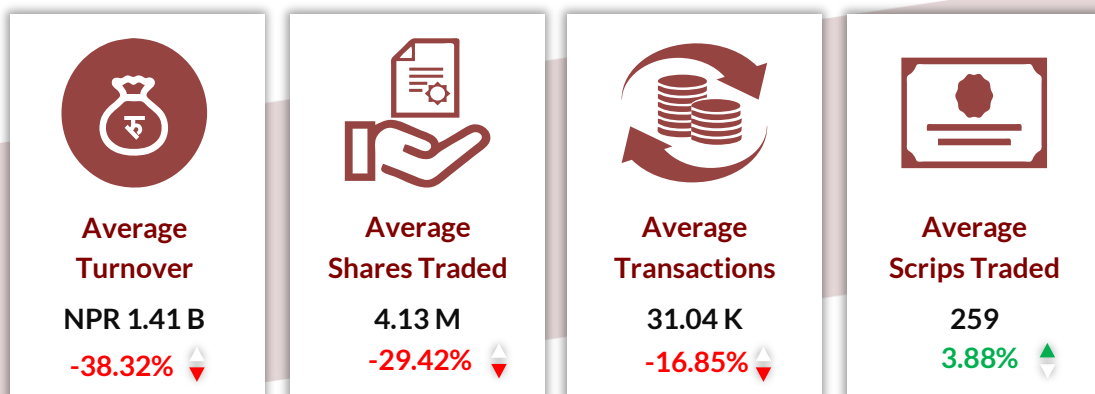 रु
Average
Turnover
NPR 1.41 B
-38.32%
Average
Shares Traded
4.13 M
-29.42%
Average
Transactions
31.04 K
-16.85%
Average
Scrips Traded
259
3.88%